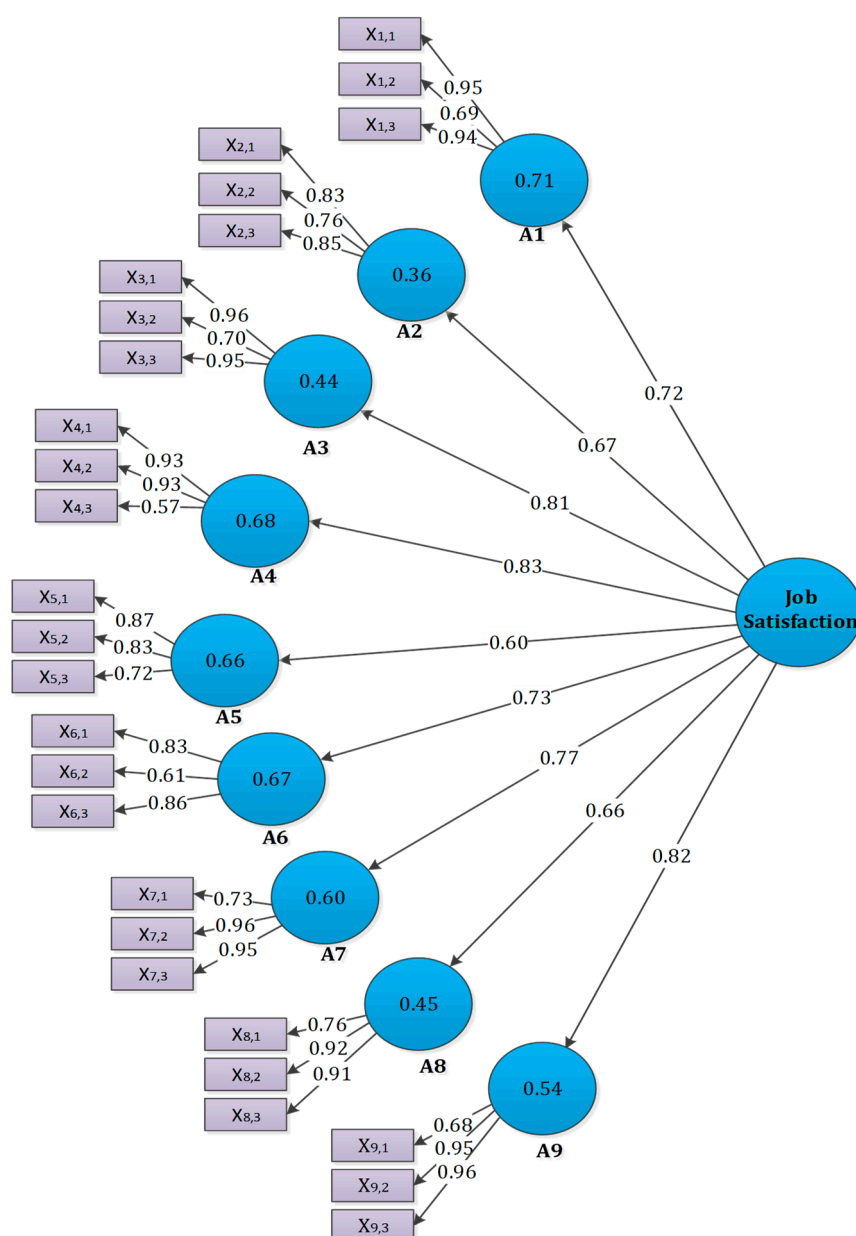 X1,1
X1,2
X1,3
0.95
0.69
0.94
0.71
A1
X2,1
X2,2
X2,3
0.83
0.76
0.85
0.36
A2
X3,1
X3,2
X3,3
0.96
0.70
0.95
0.44
A3
X4,1
X4,2
X4,3
0.93
0.93
0.57
0.68
A4
X5,1
X5,2
X5,3
0.87
0.83
0.72
0.66
A5
X6,1
X6,2
X6,3
0.83
0.61
0.86
0.67
A6
X7,1
X7,2
X7,3
0.73
0.96
0.95
0.60
A7
X8,1
X8,2
X8,3
0.76
0.92
0.91
0.45
A8
X9,1
X9,2
X9,3
0.68
0.95
0.96
0.54
A9
0.72
0.67
0.81
0.83
0.60
0.73
0.77
0.66
0.82
Job
Satisfaction